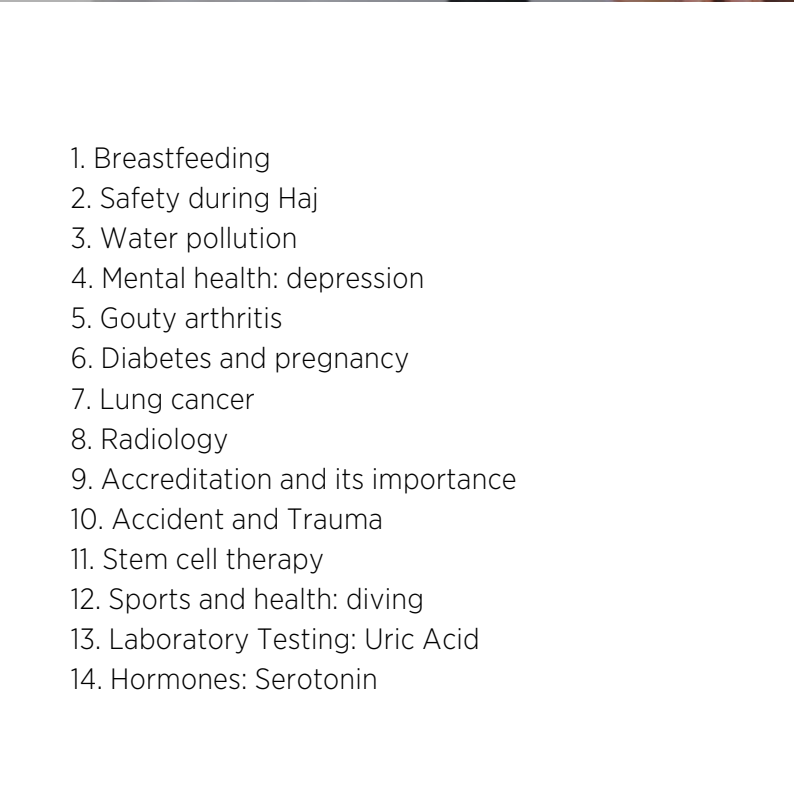 1. Breastfeeding
2. Safety during Haj
3. Water pollution
4. Mental health: depression
5. Gouty arthritis
6. Diabetes and pregnancy
7. Lung cancer
8. Radiology
9. Accreditation and its importance
10. Accident and Trauma
11. Stem cell therapy
12. Sports and health: diving
13. Laboratory Testing: Uric Acid
14. Hormones: Serotonin